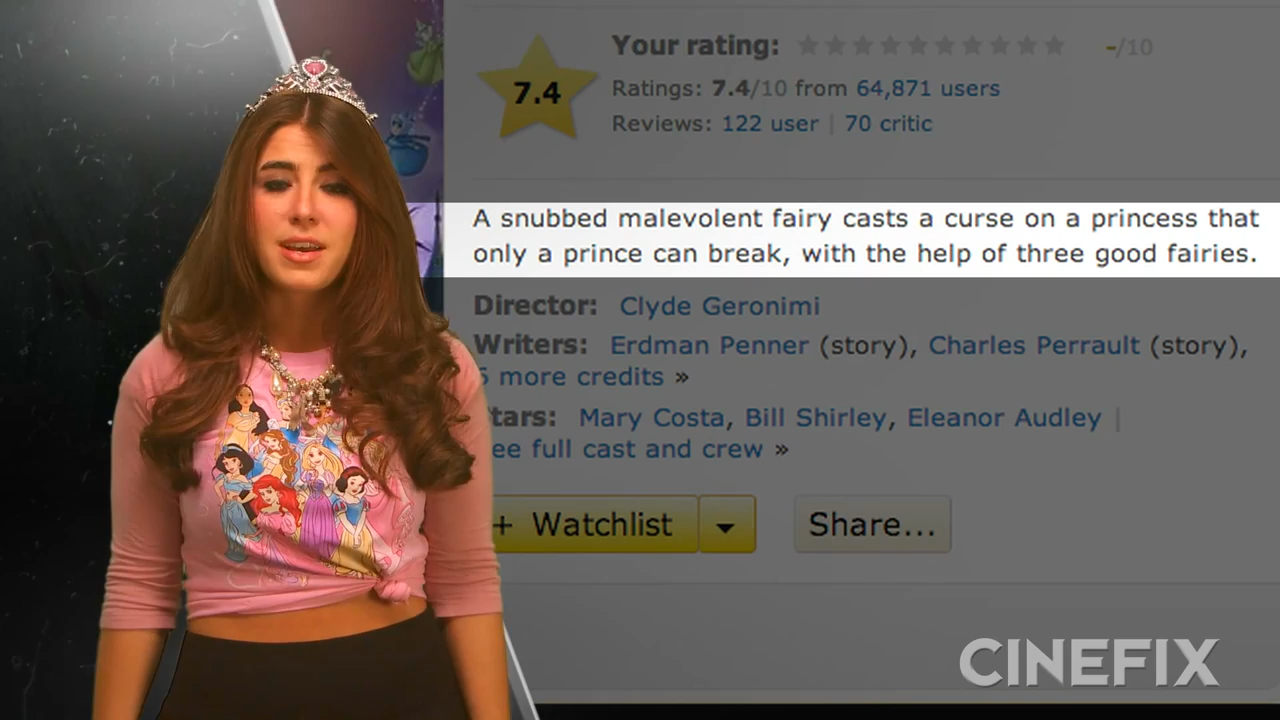 Your rating: -/10
7.4
Ratings: 7.4/10 from 64,871 users
Reviews: 122 user | 70 critic
A snubbed malevolent fairy casts a curse on a princess that
only a prince can break, with the help of three good fairies.
Director: Clyde Geronimi
Writers: Erdman Penner (story), Charles Perrault (story),
6 more credits »
tars: Mary Costa, Bill Shirley, Eleanor Audley |
ee full cast and crew »
+ Watchlist
Share...
CINEFIX